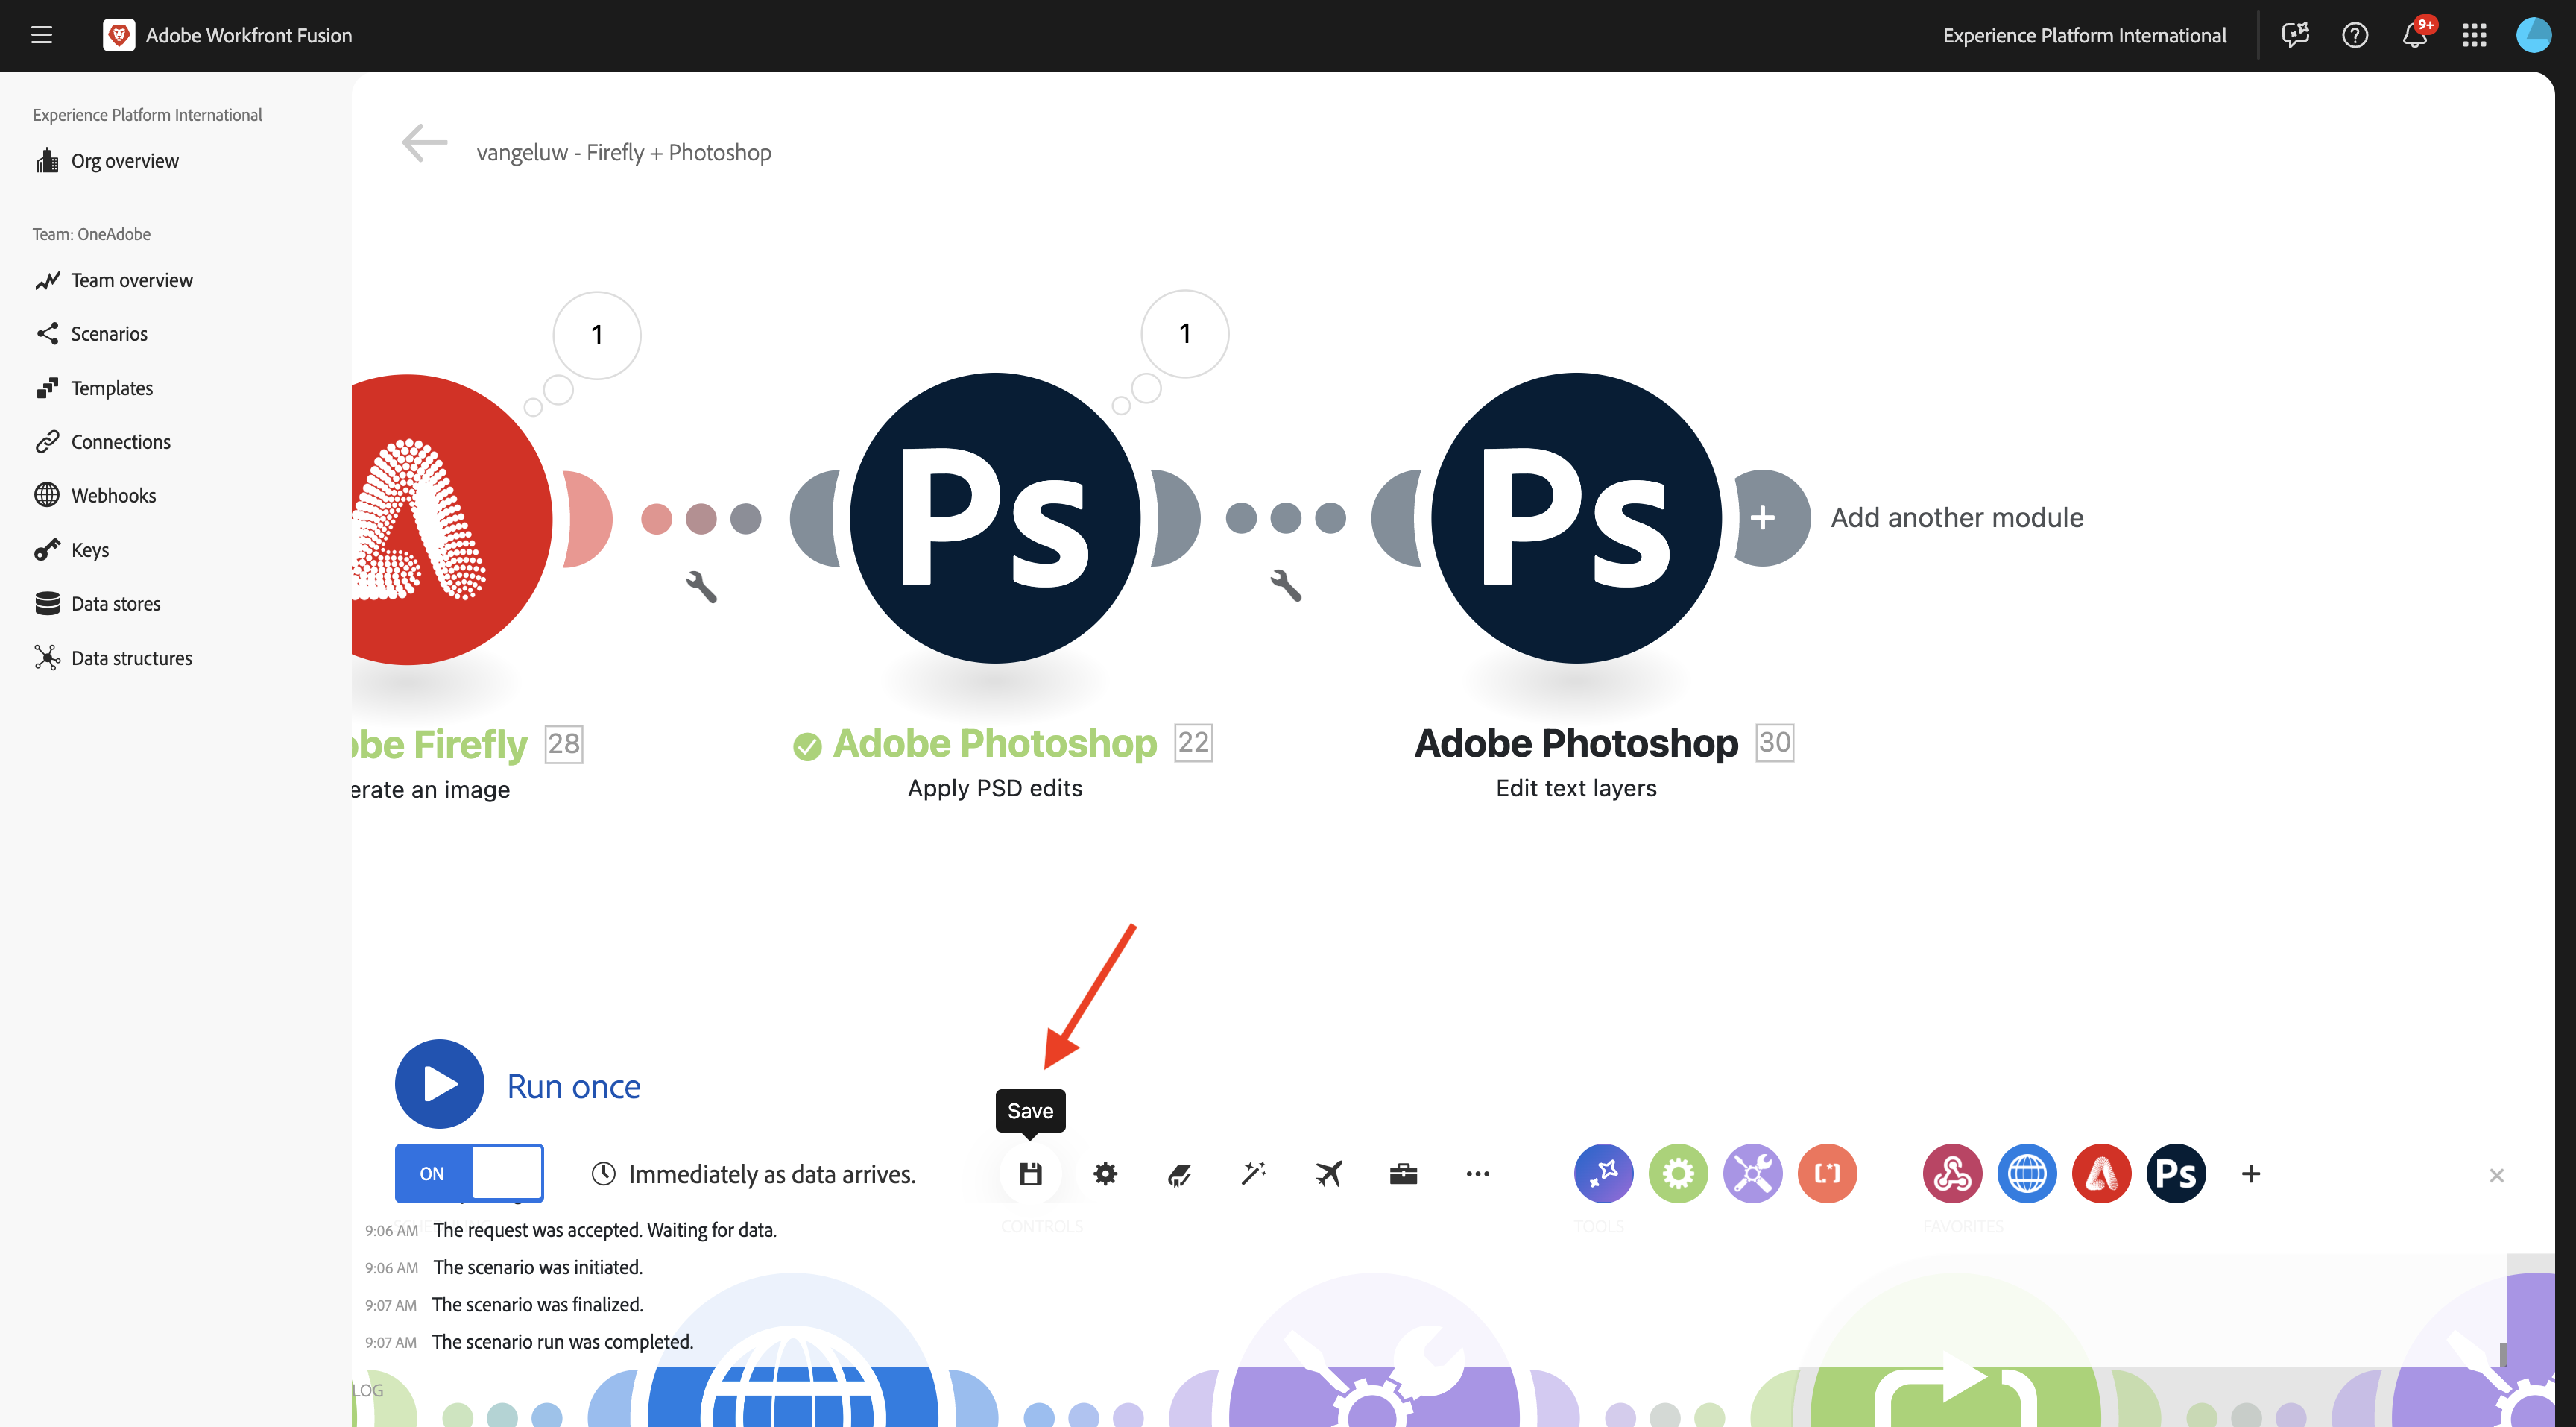 Adobe Workfront Fusion
Experience Platform International
9+
Experience Platform International
Org overview
Team: OneAdobe
Team overview
Scenarios
Templates
Connections
Webhooks
Keys
Data stores
Data structures
vangeluw - Firefly + Photoshop
1
1
Ps
Ps
+ Add another module
obe Firefly 28
erate an image
Adobe Photoshop 22
Apply PSD edits
Adobe Photoshop 30
Edit text layers
Run once
Save
ON
Immediately as data arrives.
Ps
CONTROLS
TOOLS
FAVORITES
9:06 AM The request was accepted. Waiting for data.
9:06 AM The scenario was initiated.
9:07 AM The scenario was finalized.
9:07 AM The scenario run was completed.
LOG